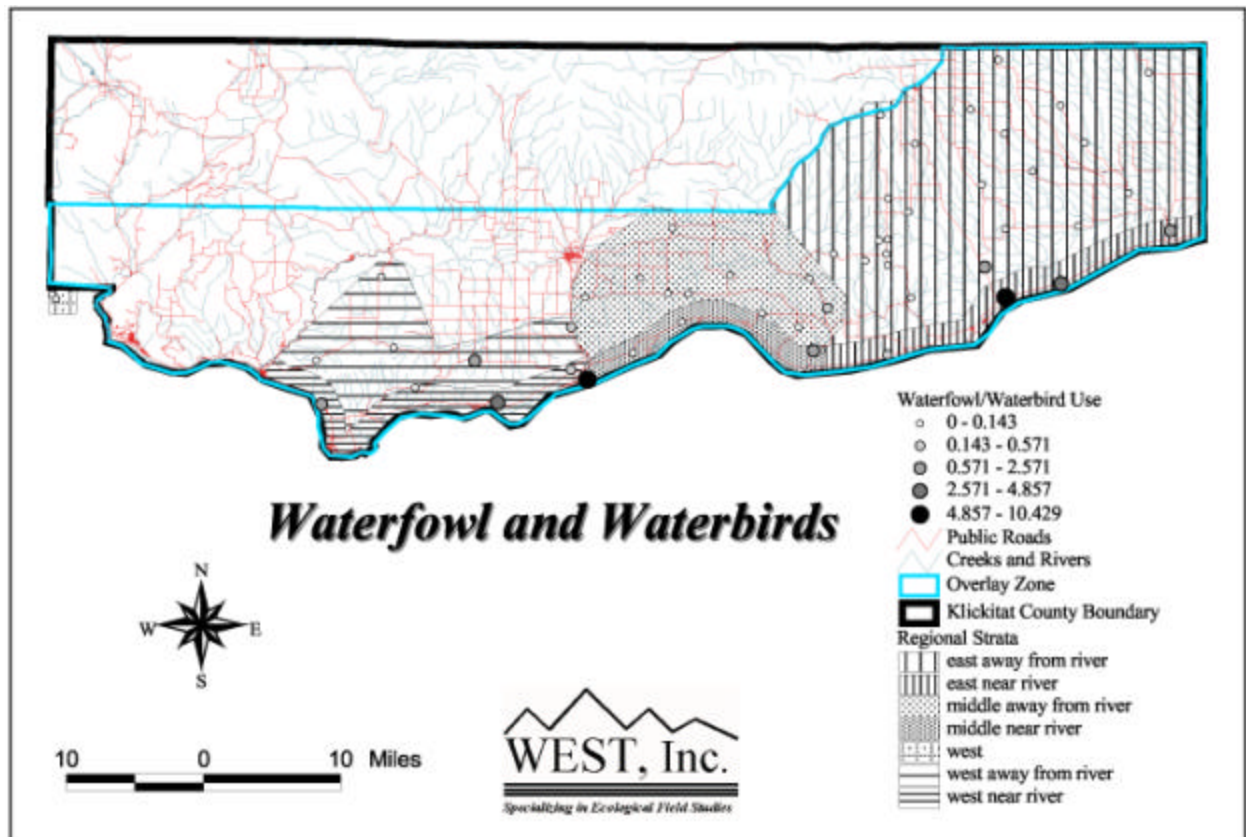 Waterfowl/Waterbird Use
0 - 0.143
0.143 - 0.571
0.571 - 2.571
2.571 - 4.857
4.857 - 10.429
Public Roads
Creeks and Rivers
Overlay Zone
Klickitat County Boundary
Regional Strata
east away from river
east near river
middle away from river
middle near river
west
west away from river
west near river
Waterfowl and Waterbirds
N
W E
S
10 0 10 Miles
WEST, Inc.
Specializing in Ecological Field Studies